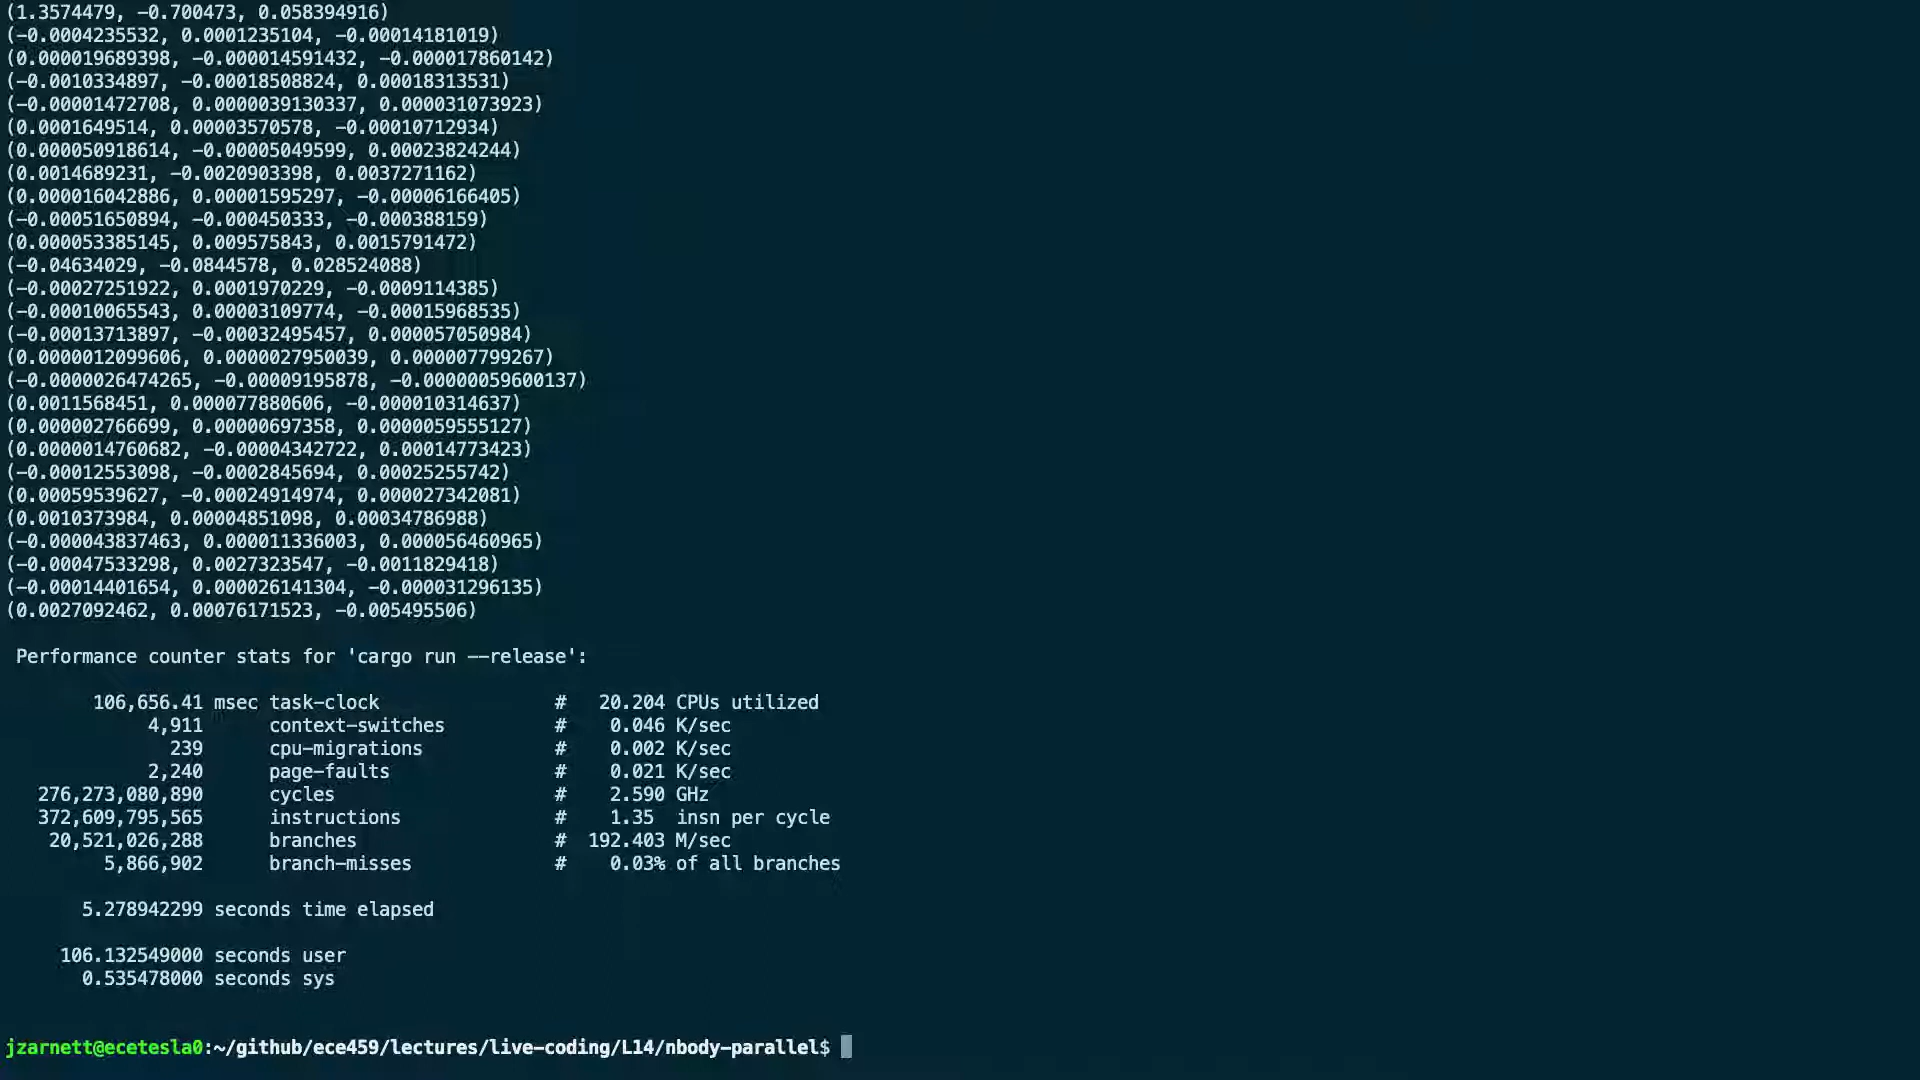 (1.3574479, -0.700473, 0.058394916)
(-0.0004235532, 0.0001235104, -0.00014181019)
(0.000019689398, -0.000014591432, -0.000017860142)
(-0.0010334897, -0.00018508824, 0.00018313531)
(-0.00001472708, 0.0000039130337, 0.000031073923)
(0.0001649514, 0.00003570578, -0.00010712934)
(0.000050918614, -0.00005049599, 0.00023824244)
(0.0014689231, -0.0020903398, 0.0037271162)
(0.000016042886, 0.00001595297, -0.00006166405)
(-0.00051650894, -0.000450333, -0.000388159)
(0.000053385145, 0.009575843, 0.0015791472)
(-0.04634029, -0.0844578, 0.028524088)
(-0.00027251922, 0.0001970229, -0.0009114385)
(-0.00010065543, 0.00003109774, -0.00015968535)
(-0.00013713897, -0.00032495457, 0.000057050984)
(0.0000012099606, 0.0000027950039, 0.000007799267)
(-0.0000026474265, -0.00009195878, -0.00000059600137)
(0.0011568451, 0.000077880606, -0.000010314637)
(0.000002766699, 0.00000697358, 0.0000059555127)
(0.0000014760682, -0.00004342722, 0.00014773423)
(-0.00012553098, -0.0002845694, 0.00025255742)
(0.00059539627, -0.00024914974, 0.000027342081)
(0.0010373984, 0.00004851098, 0.00034786988)
(-0.000043837463, 0.000011336003, 0.000056460965)
(-0.00047533298, 0.0027323547, -0.0011829418)
(-0.00014401654, 0.000026141304, -0.000031296135)
(0.0027092462, 0.00076171523, -0.005495506)
Performance counter stats for 'cargo run --release':
106,656.41 msec task-clock # 20.204 CPUs utilized
4,911 context-switches # 0.046 K/sec
239 cpu-migrations # 0.002 K/sec
2,240 page-faults # 0.021 K/sec
276,273,080,890 cycles # 2.590 GHz
372,609,795,565 instructions # 1.35 insn per cycle
20,521,026,288 branches # 192.403 M/sec
5,866,902 branch-misses # 0.03% of all branches
5.278942299 seconds time elapsed
106.132549000 seconds user
0.535478000 seconds sys
jzarnett@ecetesla0:~/github/ece459/lectures/live-coding/L14/nbody-parallel$